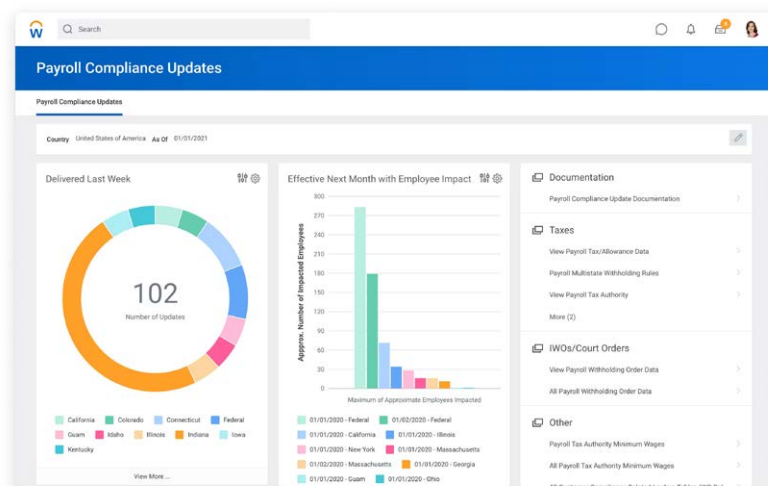 W
Search
Payroll Compliance Updates
Payroll Compliance Updates
Country United States of America As Of 01/01/2021
Delivered Last Week
102
Number of Updates
California Colorado Connecticut Federal
Guam Idaho Illinois Indiana Iowa
Kentucky
View More ...
Effective Next Month with Employee Impact
Appprox. Number of Impacted Employees
300
270
240
210
180
150
120
90
60
30
0
Maximum of Approximate Employees Impacted
01/01/2020 - Federal 01/02/2020 - Federal
01/01/2020 - California 01/01/2020 - Illinois
01/01/2020 - New York 01/01/2020 - Massachusetts
01/02/2020 - Massachusetts 01/01/2020 - Georgia
01/01/2020 - Guam 01/01/2020 - Ohio
Documentation
Payroll Compliance Update Documentation
Taxes
View Payroll Tax/Allowance Data
Payroll Multistate Withholding Rules
View Payroll Tax Authority
More (2)
IWOs/Court Orders
View Payroll Withholding Order Data
All Payroll Withholding Order Data
Other
Payroll Tax Authority Minimum Wages
All Payroll Tax Authority Minimum Wages